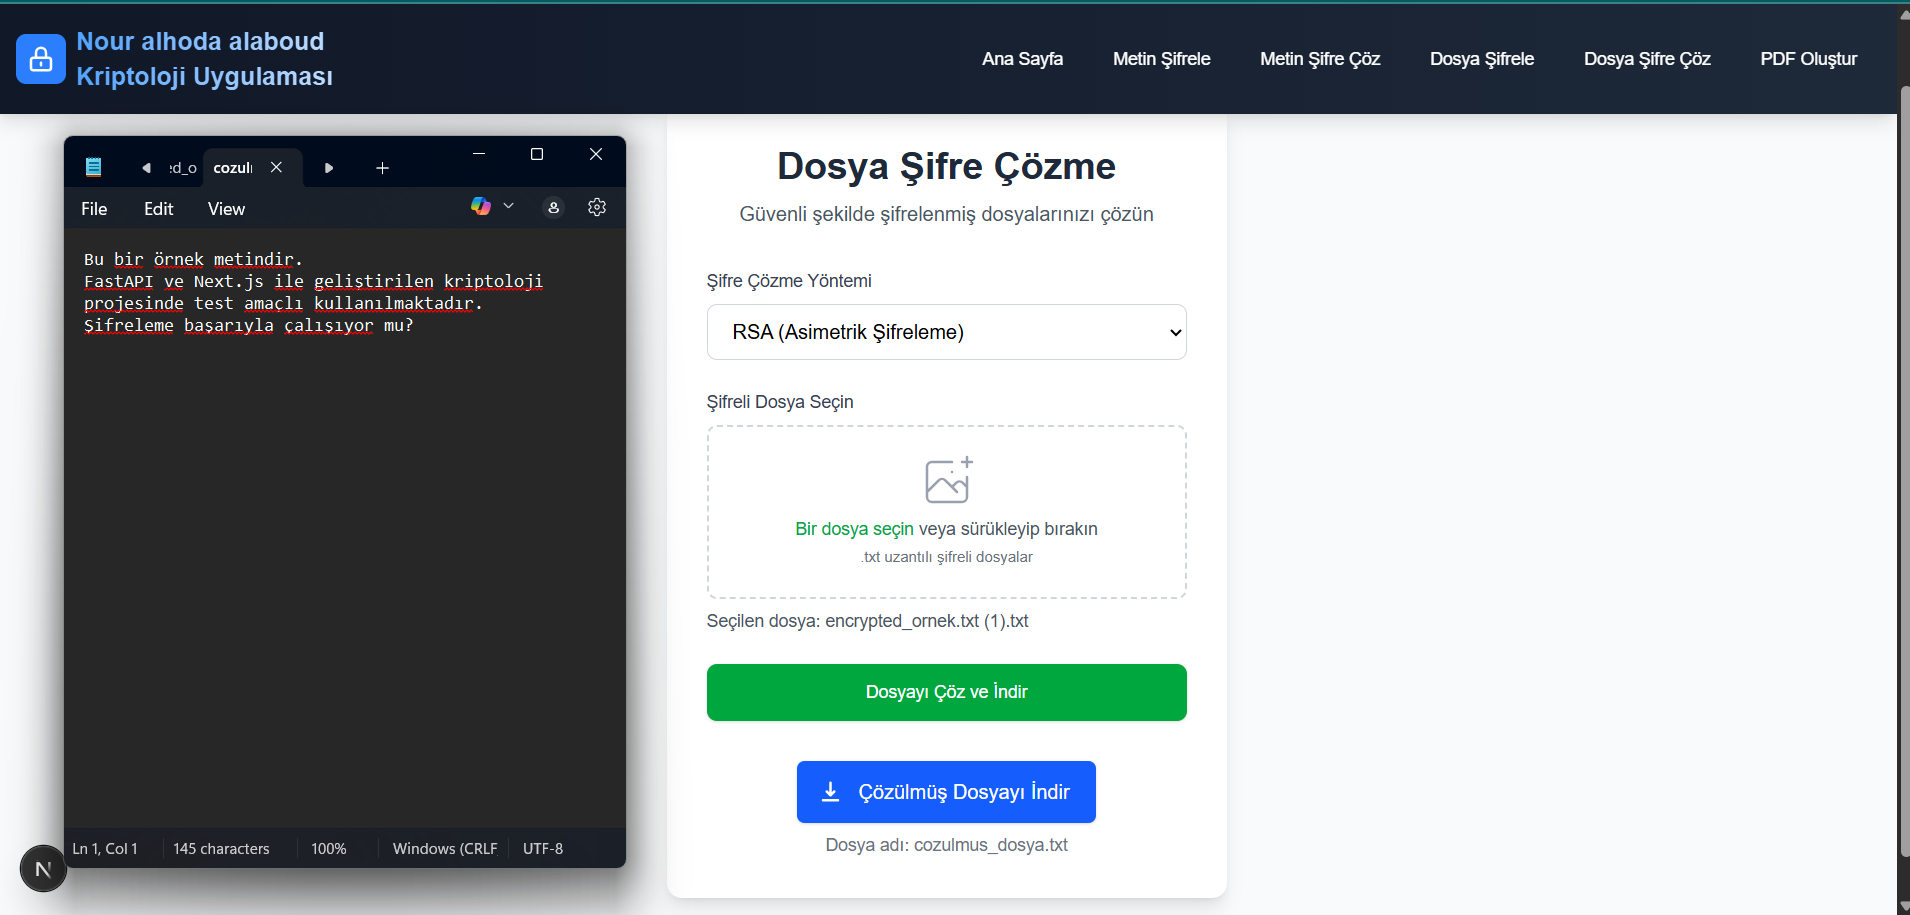 Nour alhoda alaboud
Kriptoloji Uygulaması
Ana Sayfa
Metin Şifrele
Metin Şifre Çöz
Dosya Şifrele
Dosya Şifre Çöz
PDF Oluştur
ed_o
cozul
File
Edit
View
Bu bir örnek metindir.
FastAPI ve Next.js ile geliştirilen kriptoloji
projesinde test amaçlı kullanılmaktadır.
Şifreleme başarıyla çalışıyor mu?
Ln 1, Col 1
145 characters
100%
Windows (CRLF
UTF-8
N
Dosya Şifre Çözme
Güvenli şekilde şifrelenmiş dosyalarınızı çözün
Şifre Çözme Yöntemi
RSA (Asimetrik Şifreleme)
Şifreli Dosya Seçin
Bir dosya seçin veya sürükleyip bırakın
.txt uzantılı şifreli dosyalar
Seçilen dosya: encrypted_ornek.txt (1).txt
Dosyayı Çöz ve İndir
Çözülmüş Dosyayı İndir
Dosya adı: cozulmus_dosya.txt